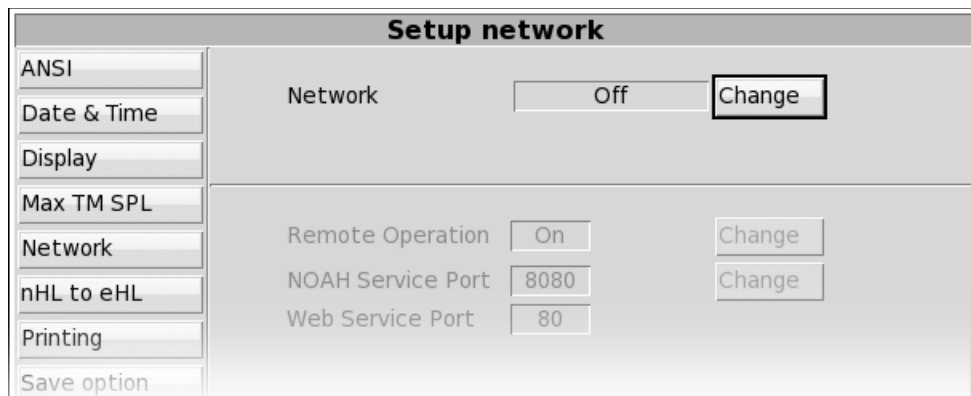 Setup network
ANSI
Date & Time
Display
Max TM SPL
Network
nHL to eHL
Printing
Save option
Network Off Change
Remote Operation On Change
NOAH Service Port 8080 Change
Web Service Port 80